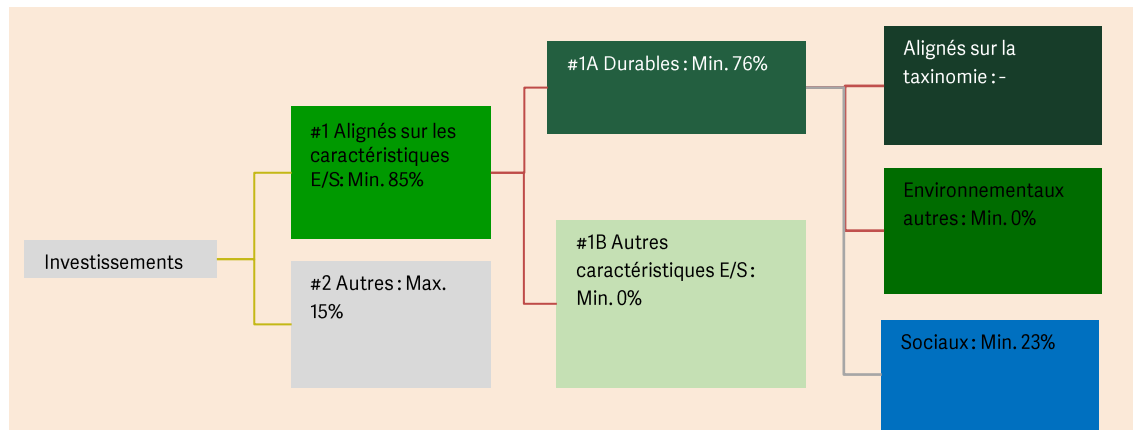 Investissements
#1 Alignés sur les
caractéristiques
E/S: Min. 85%
#2 Autres : Max.
15%
#1A Durables : Min. 76%
#1B Autres
caractéristiques E/S :
Min. 0%
Alignés sur la
taxinomie : -
Environnementaux
autres : Min. 0%
Sociaux : Min. 23%